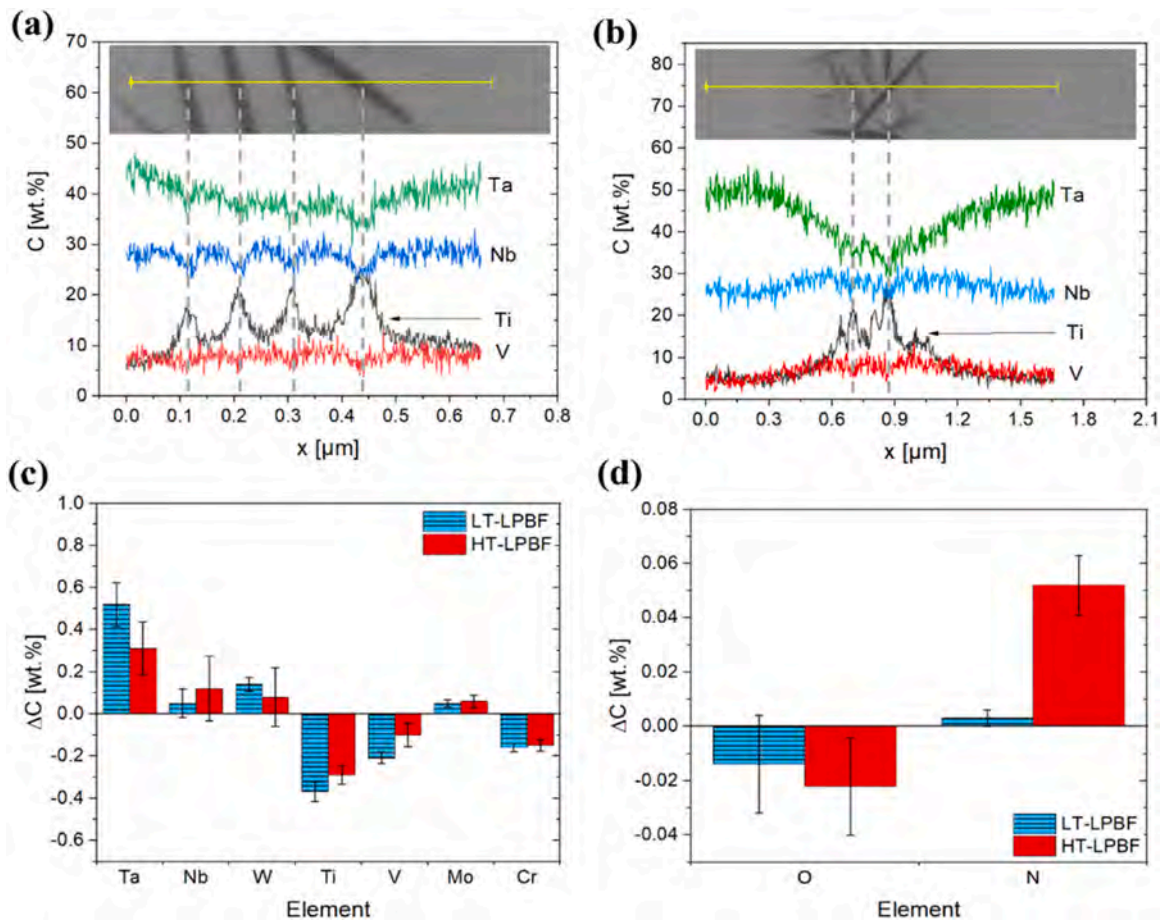 (a)
70
60
50
40
30
20
10
0
C [wt.%]
Ta
Nb
Ti
V
0.0 0.1 0.2 0.3 0.4 0.5 0.6 0.7 0.8
x [µm]
(b)
80
70
60
50
40
30
20
10
0
C [wt.%]
Ta
Nb
Ti
V
0.0 0.3 0.6 0.9 1.2 1.5 1.8 2.1
x [µm]
(c)
1.0
0.8
0.6
0.4
0.2
0.0
-0.2
-0.4
-0.6
ΔC [wt.%]
LT-LPBF
HT-LPBF
Ta Nb W Ti V Mo Cr
Element
(d)
0.08
0.06
0.04
0.02
0.00
-0.02
-0.04
ΔC [wt.%]
LT-LPBF
HT-LPBF
O N
Element